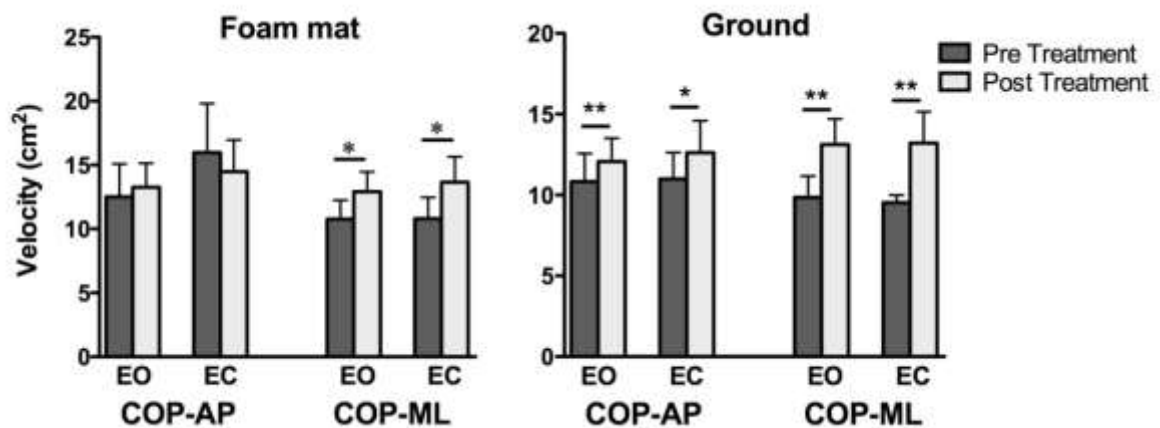 Foam mat
Velocity (cm²)
25
20
15
10
5
0
*
*
EO
EC
EO
EC
COP-AP
COP-ML
Ground
20
15
10
5
0
**
*
**
**
EO
EC
EO
EC
COP-AP
COP-ML
Pre Treatment
Post Treatment